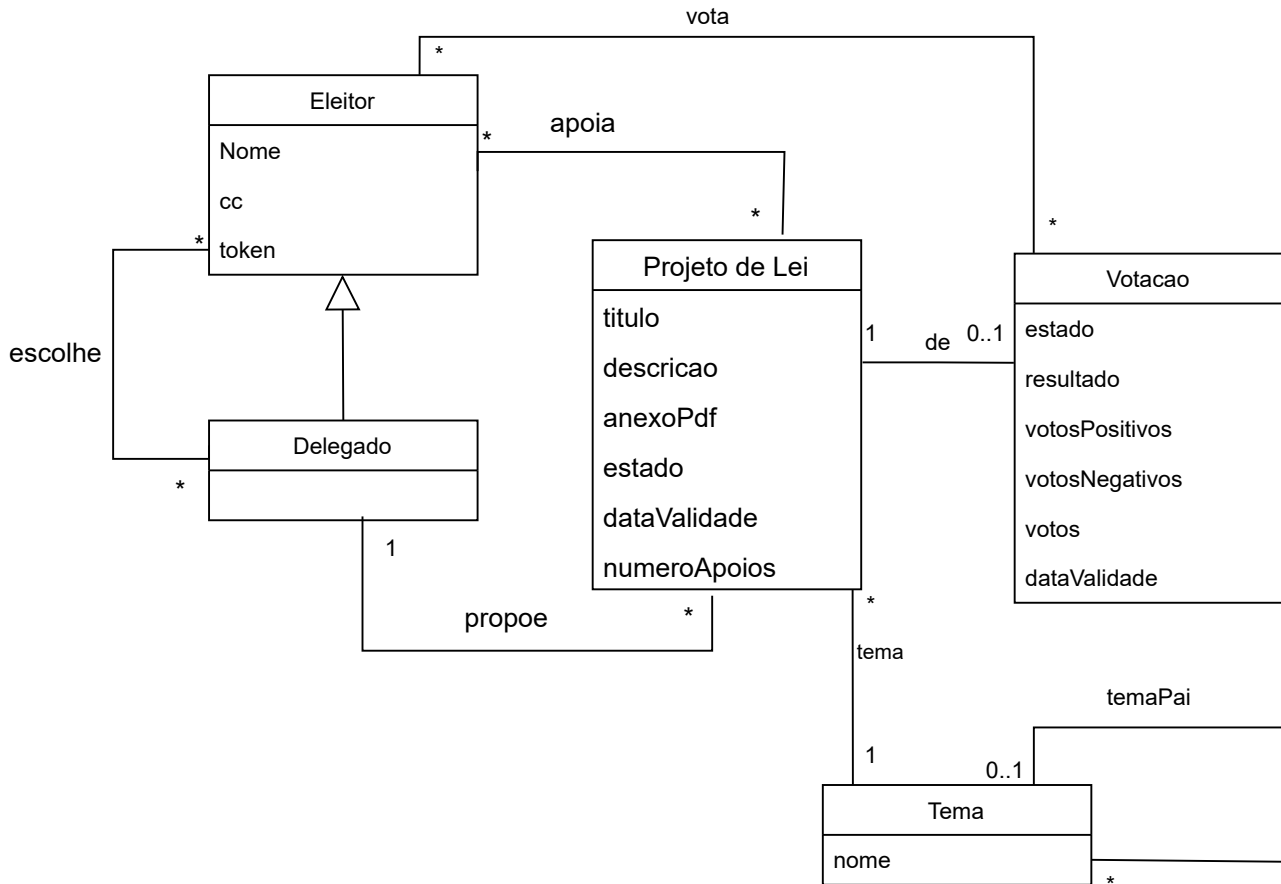 vota
*
Eleitor
Nome
cc
token
*
apoia
*
*
*
Projeto de Lei
titulo
descricao
anexoPdf
estado
dataValidade
numeroApoios
Votacao
estado
resultado
votosPositivos
votosNegativos
votos
dataValidade
1
de
0..1
escolhe
*
Delegado
1
propoe
*
*
tema
1
temaPai
0..1
Tema
nome
*